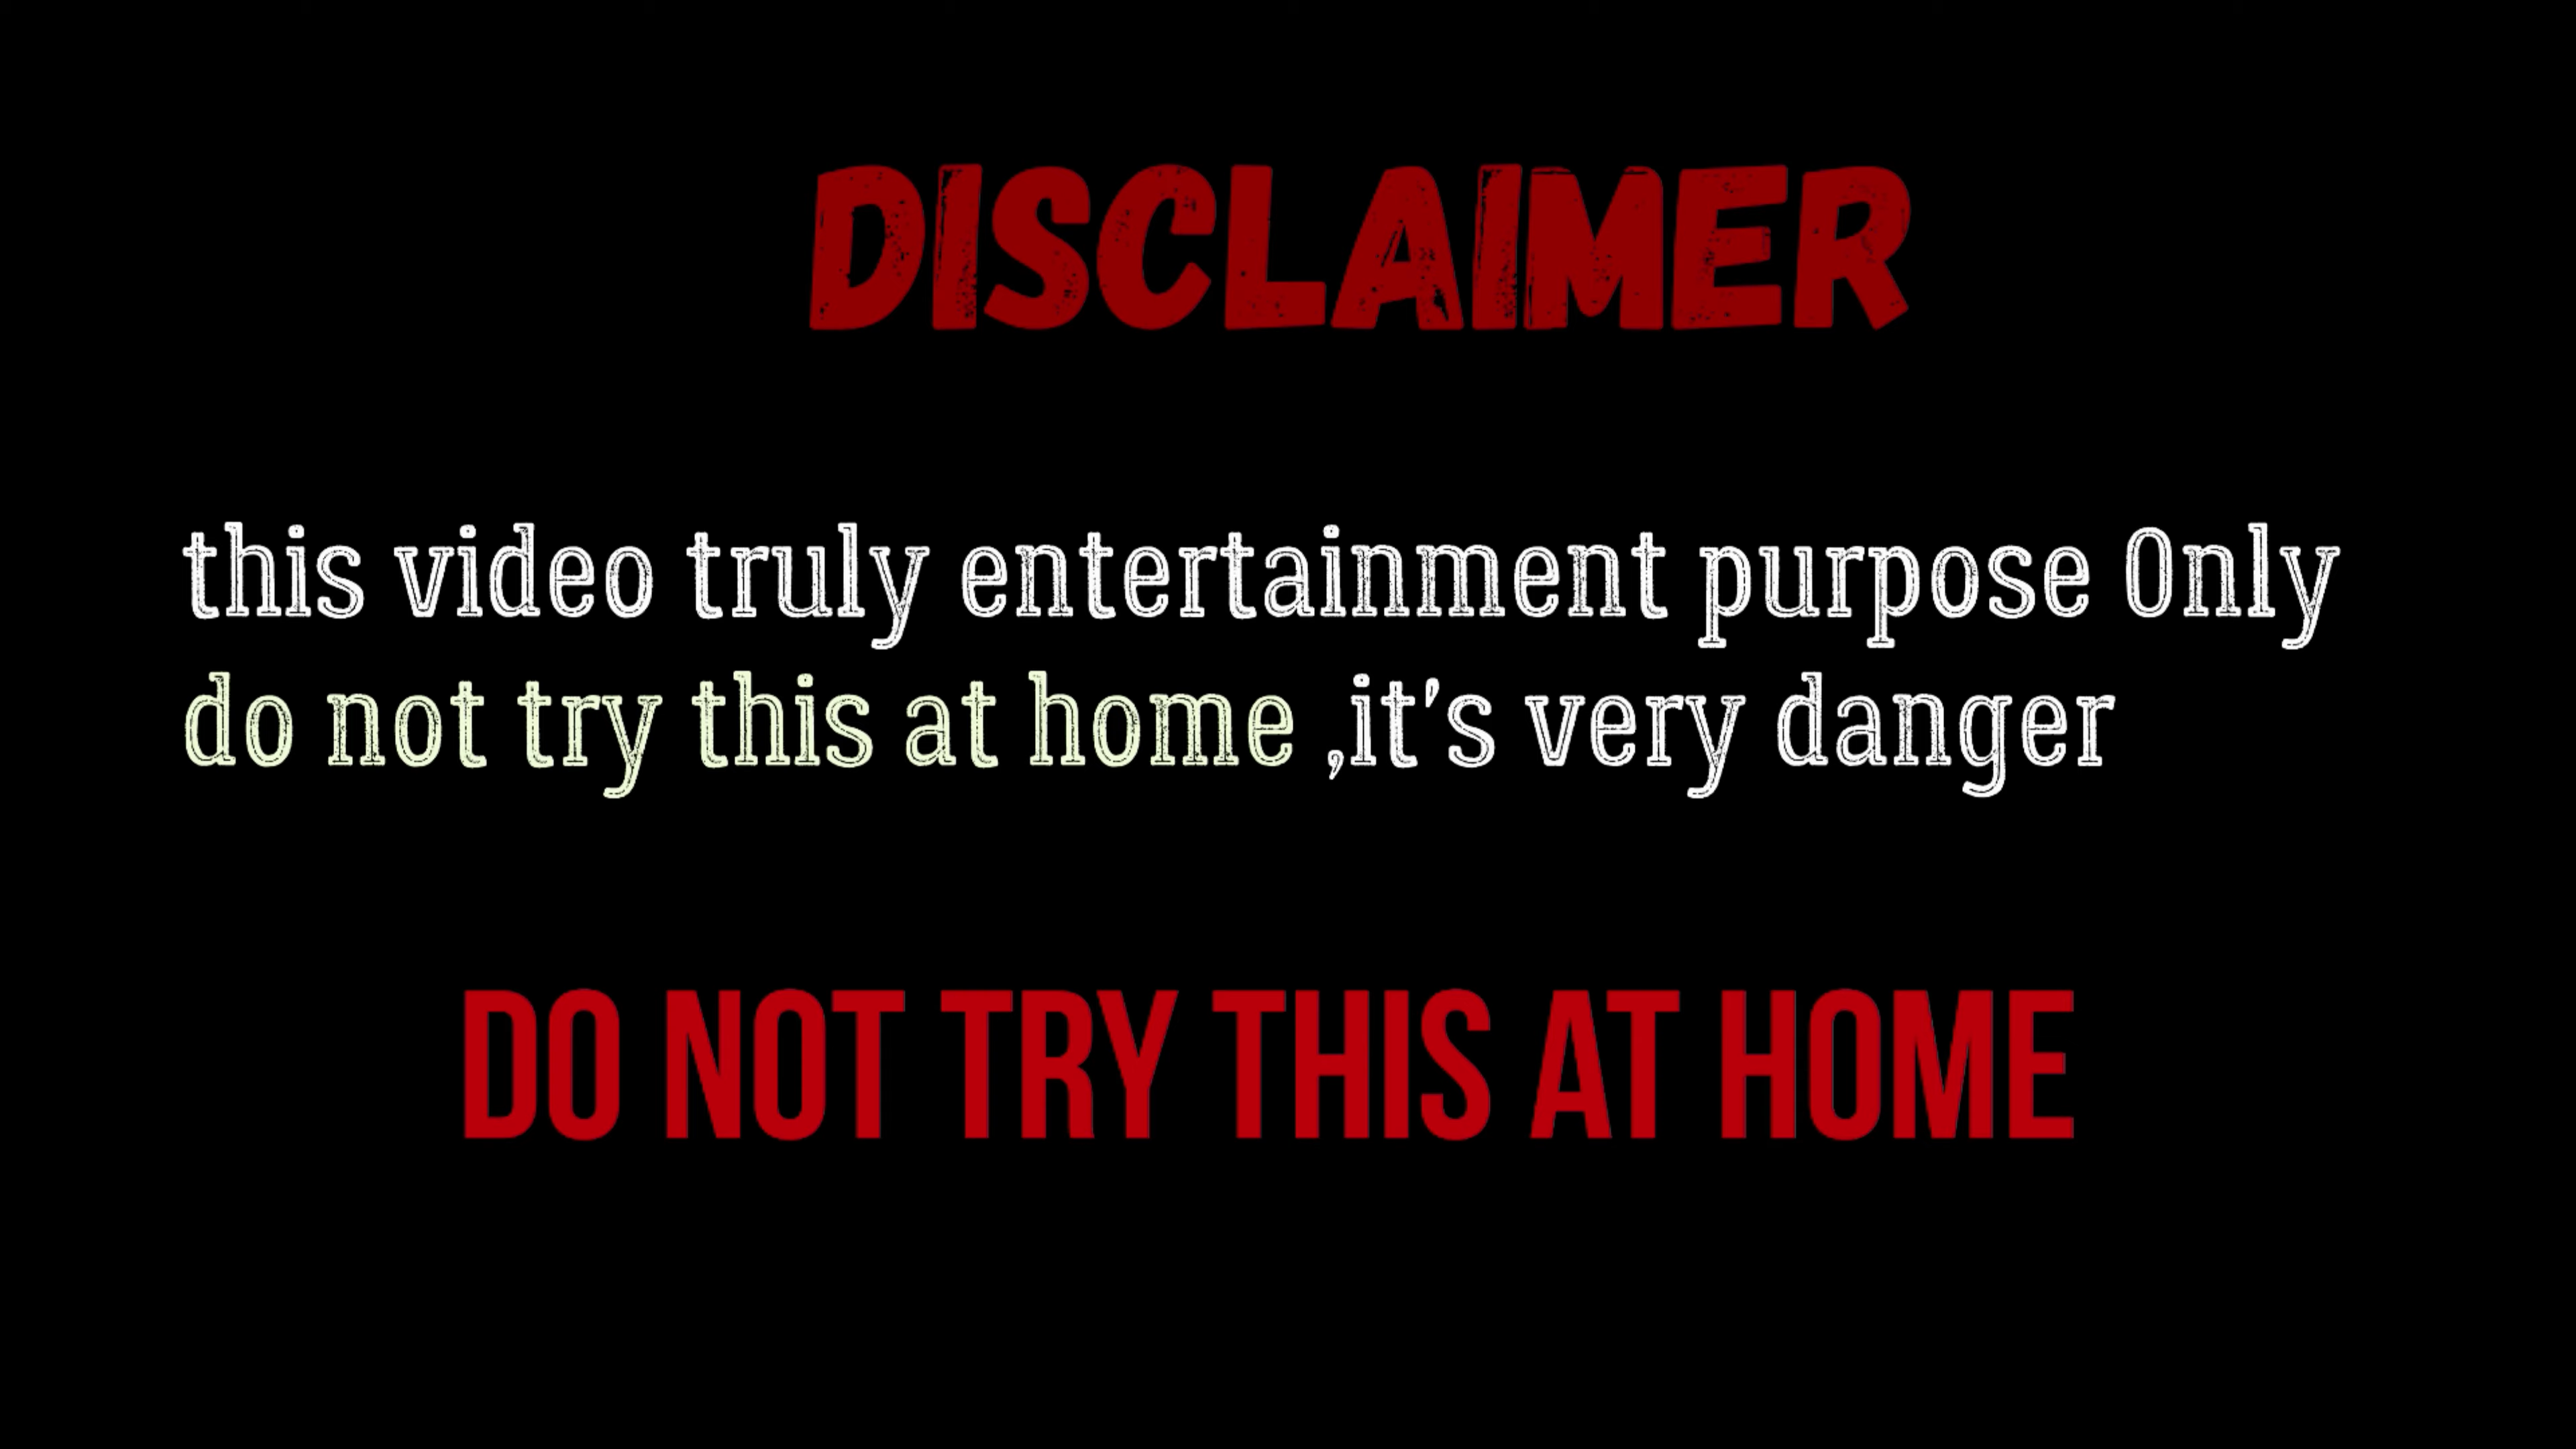 DISCLAIMER
this video truly entertainment purpose Only
do not try this at home ,it's very danger
DO NOT TRY THIS AT HOME